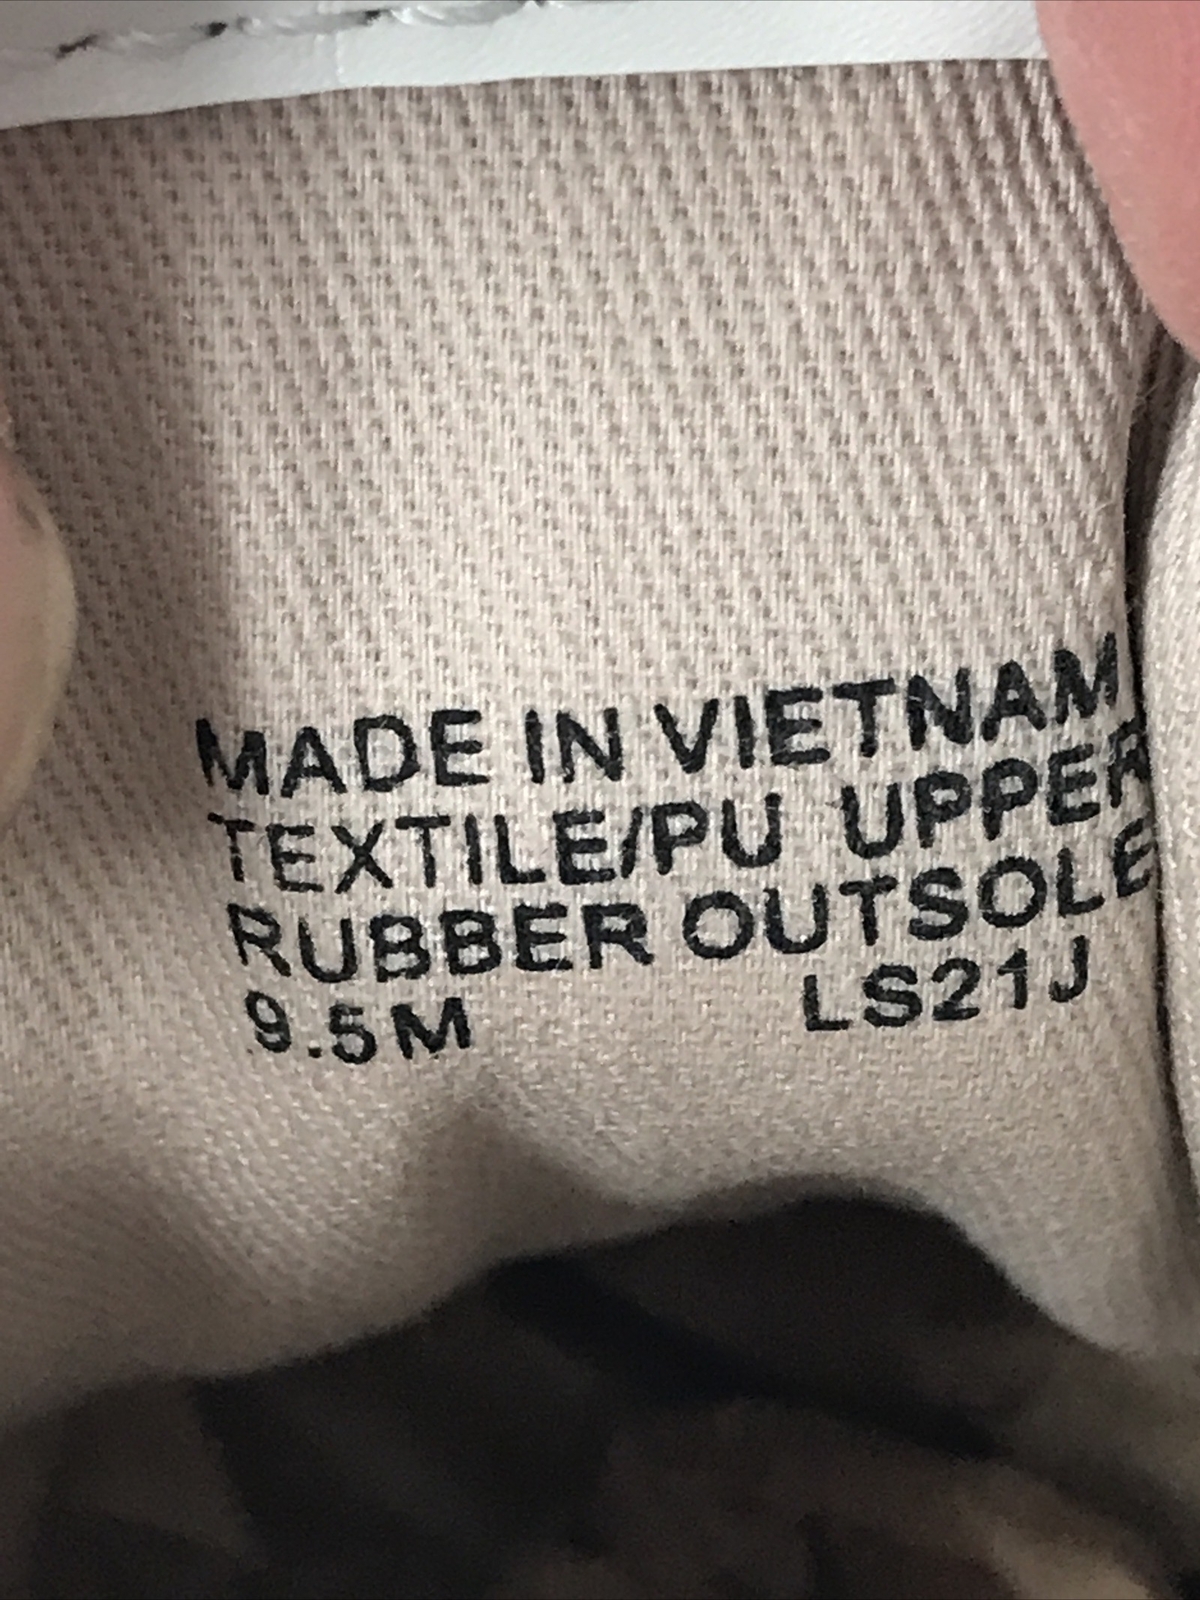 MADE IN VIETNAM
TEXTILE/PU UPPER
RUBBER OUTSOLE
9.5M LS21J